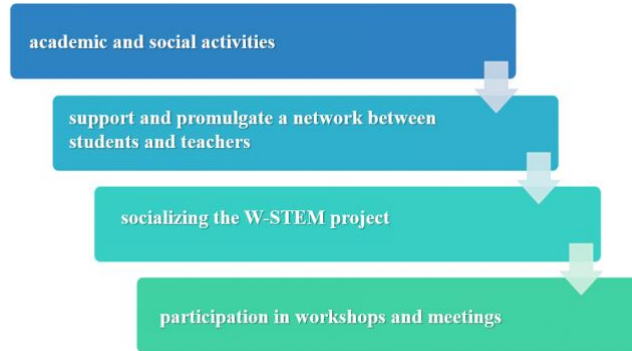 academic and social activities
support and promulgate a network between
students and teachers
socializing the W-STEM project
participation in workshops and meetings